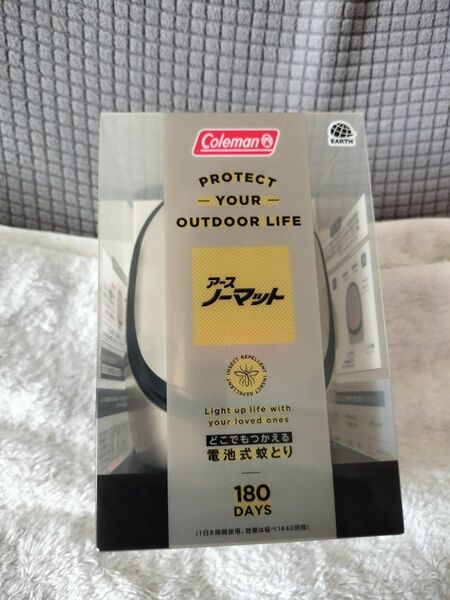 Coleman
EARTH
PROTECT
YOUR
OUTDOOR LIFE
アース
ノーマット
INSECT REPELLENT
INSECT REPELLENT
Light up life with
your loved ones
どこでもつかえる
電池式蚊とり
180
DAYS
(1日8時間使用。効果は延べ1440時間)